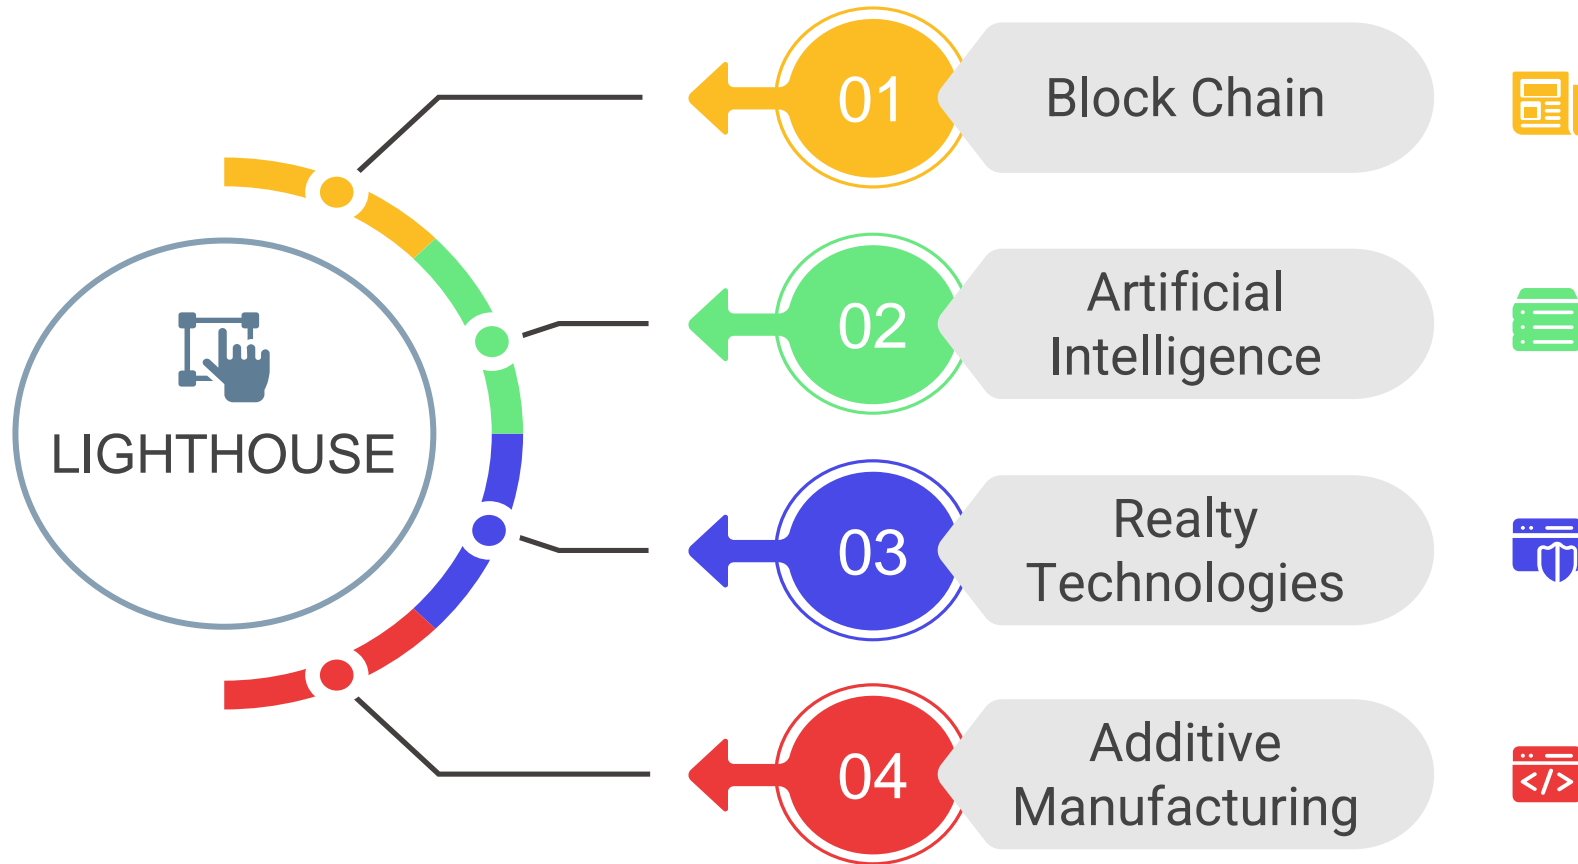 LIGHTHOUSE
01
Block Chain
02
Artificial
Intelligence
03
Realty
Technologies
04
Additive
Manufacturing